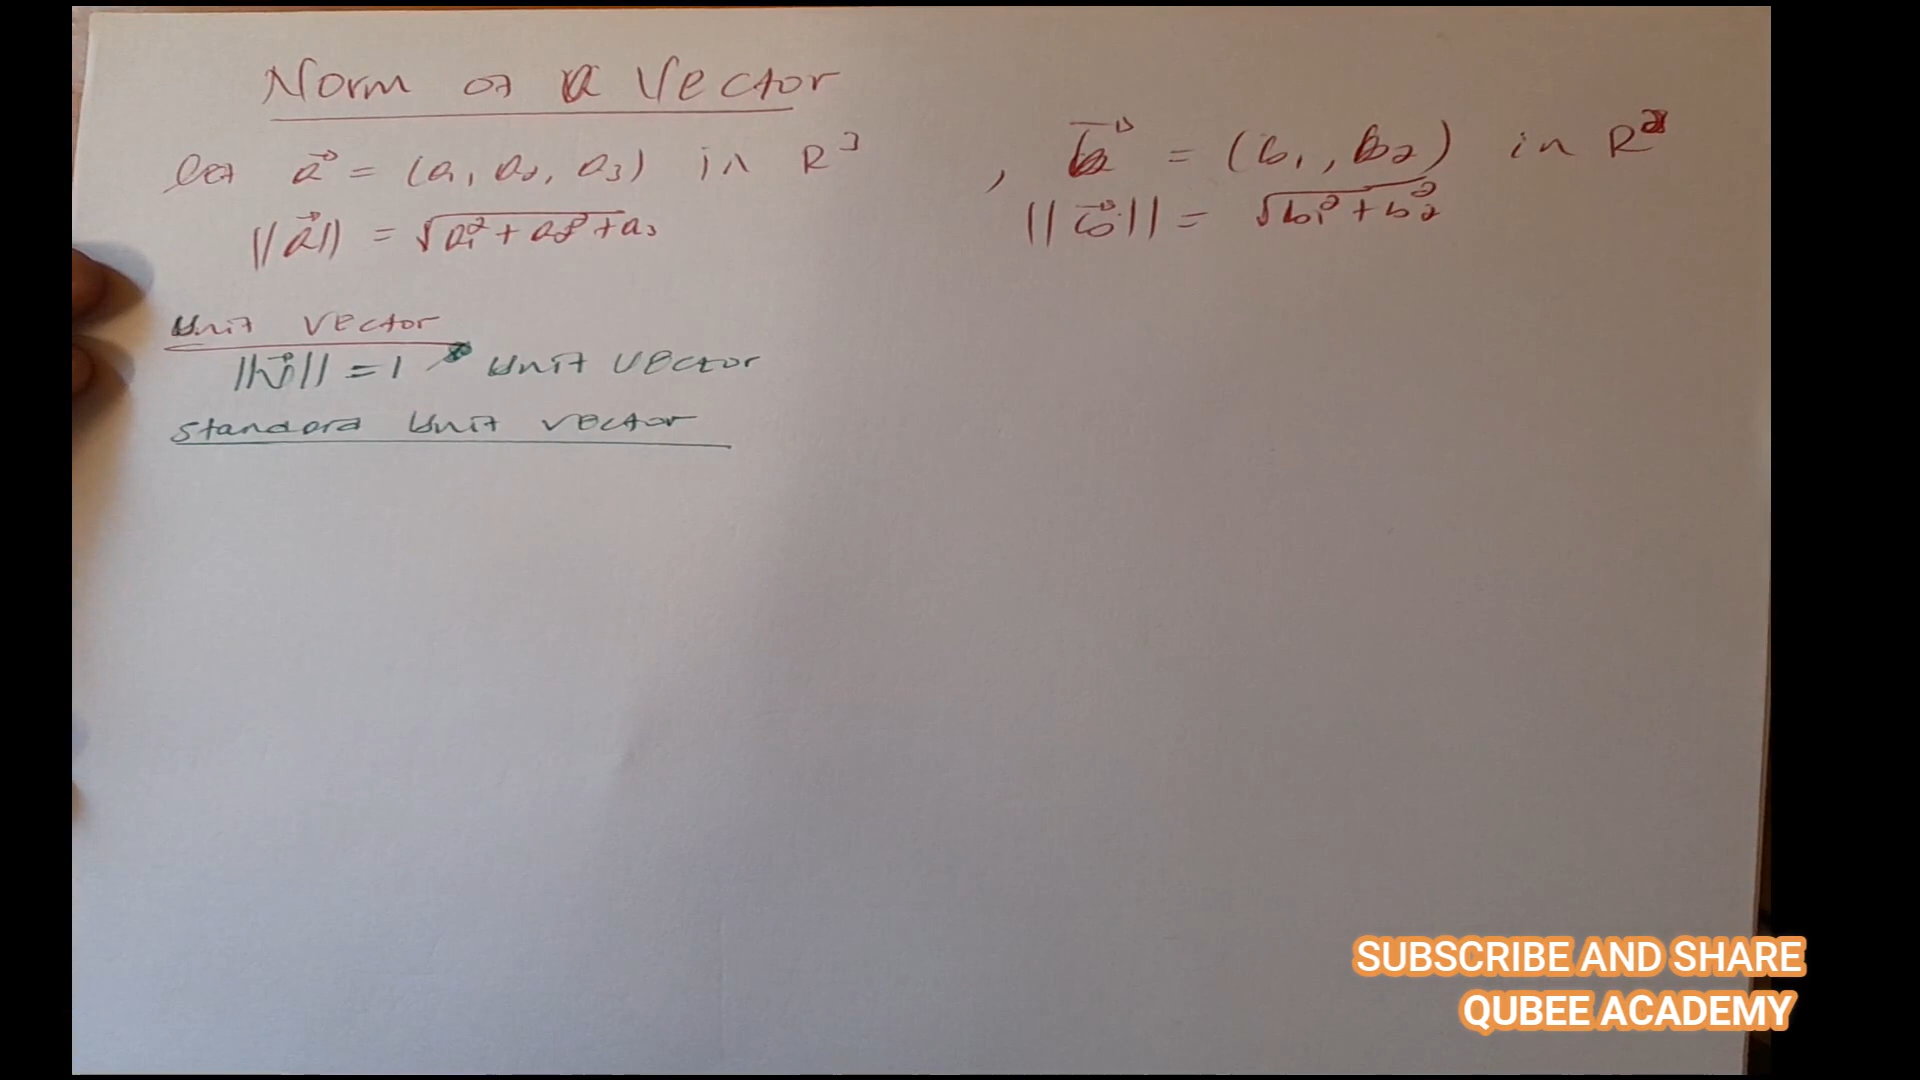 Norm of a Vector
let a⃗ = (a₁, a₂, a₃) in R³ , b⃗ = (b₁, b₂) in R²
||a⃗|| = √a₁² + a₂² + a₃ ||b⃗|| = √b₁² + b₂²
Unit Vector
||v⃗|| = 1 → Unit Vector
Standard Unit Vector
SUBSCRIBE AND SHARE
QUBEE ACADEMY